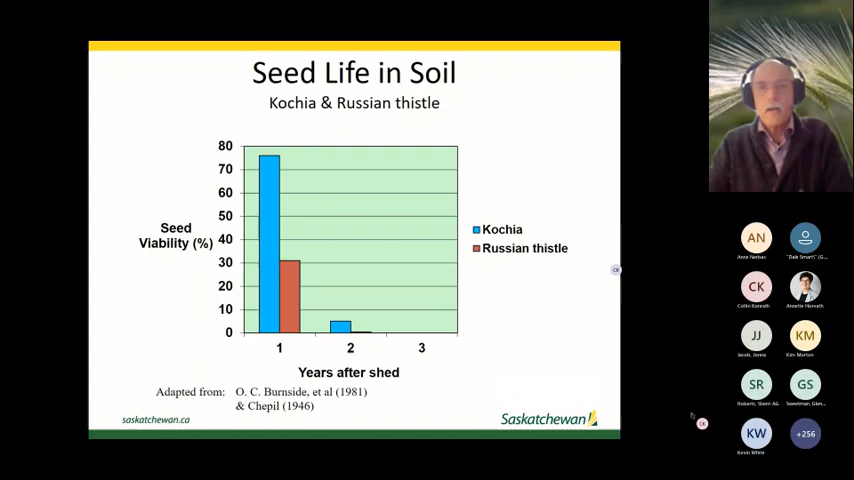 Seed Life in Soil
Kochia & Russian thistle
80
70
60
50
40
30
20
10
0
Seed
Viability (%)
1
2
3
Years after shed
Kochia
Russian thistle
Adapted from: O. C. Burnside, et al (1981)
& Chepil (1946)
saskatchewan.ca
Saskatchewan
AN
Anne Nerbas
"Dale Smart\" (G...
CK
Collin Konrath
Annette Horvath
JJ
Jacob, Jonna
KM
Kim Morton
SR
Roberts, Sherri AG
GS
Sweetman, Glen...
KW
Kevin White
+256
CK